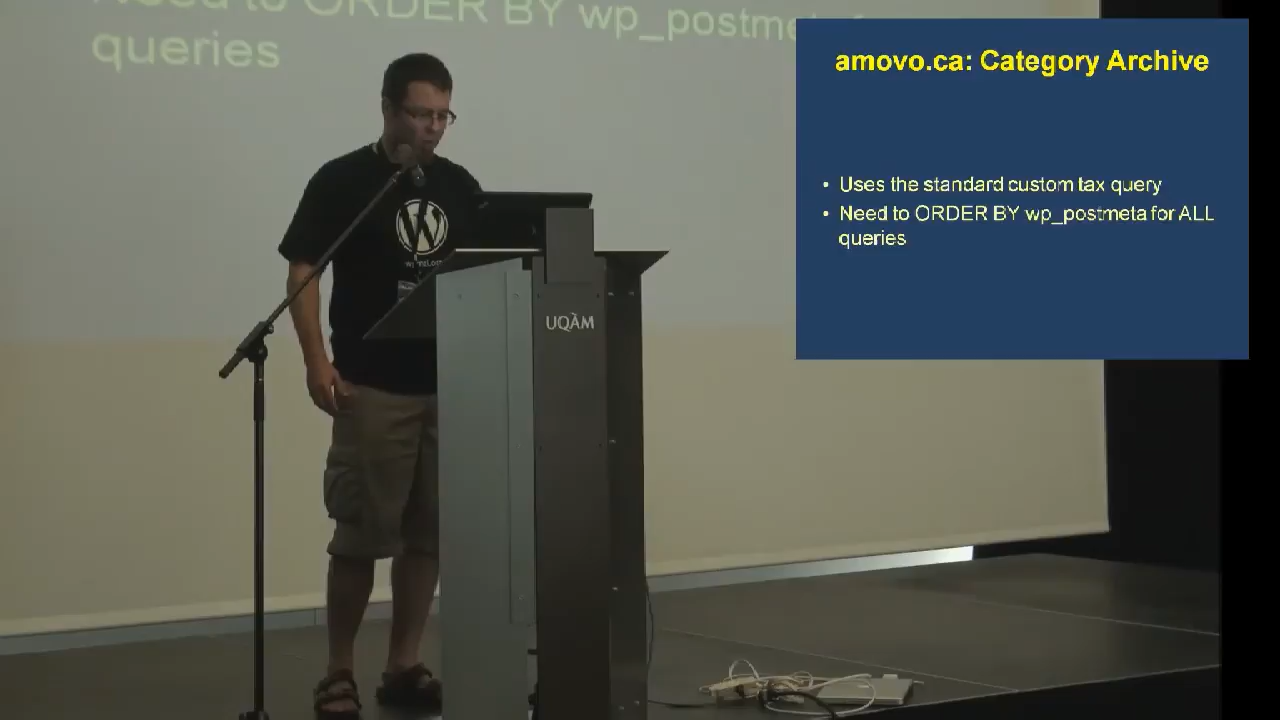 Need to ORDER BY wp_postme
queries
amovo.ca: Category Archive
• Uses the standard custom tax query
• Need to ORDER BY wp_postmeta for ALL
queries
W
UQÀM